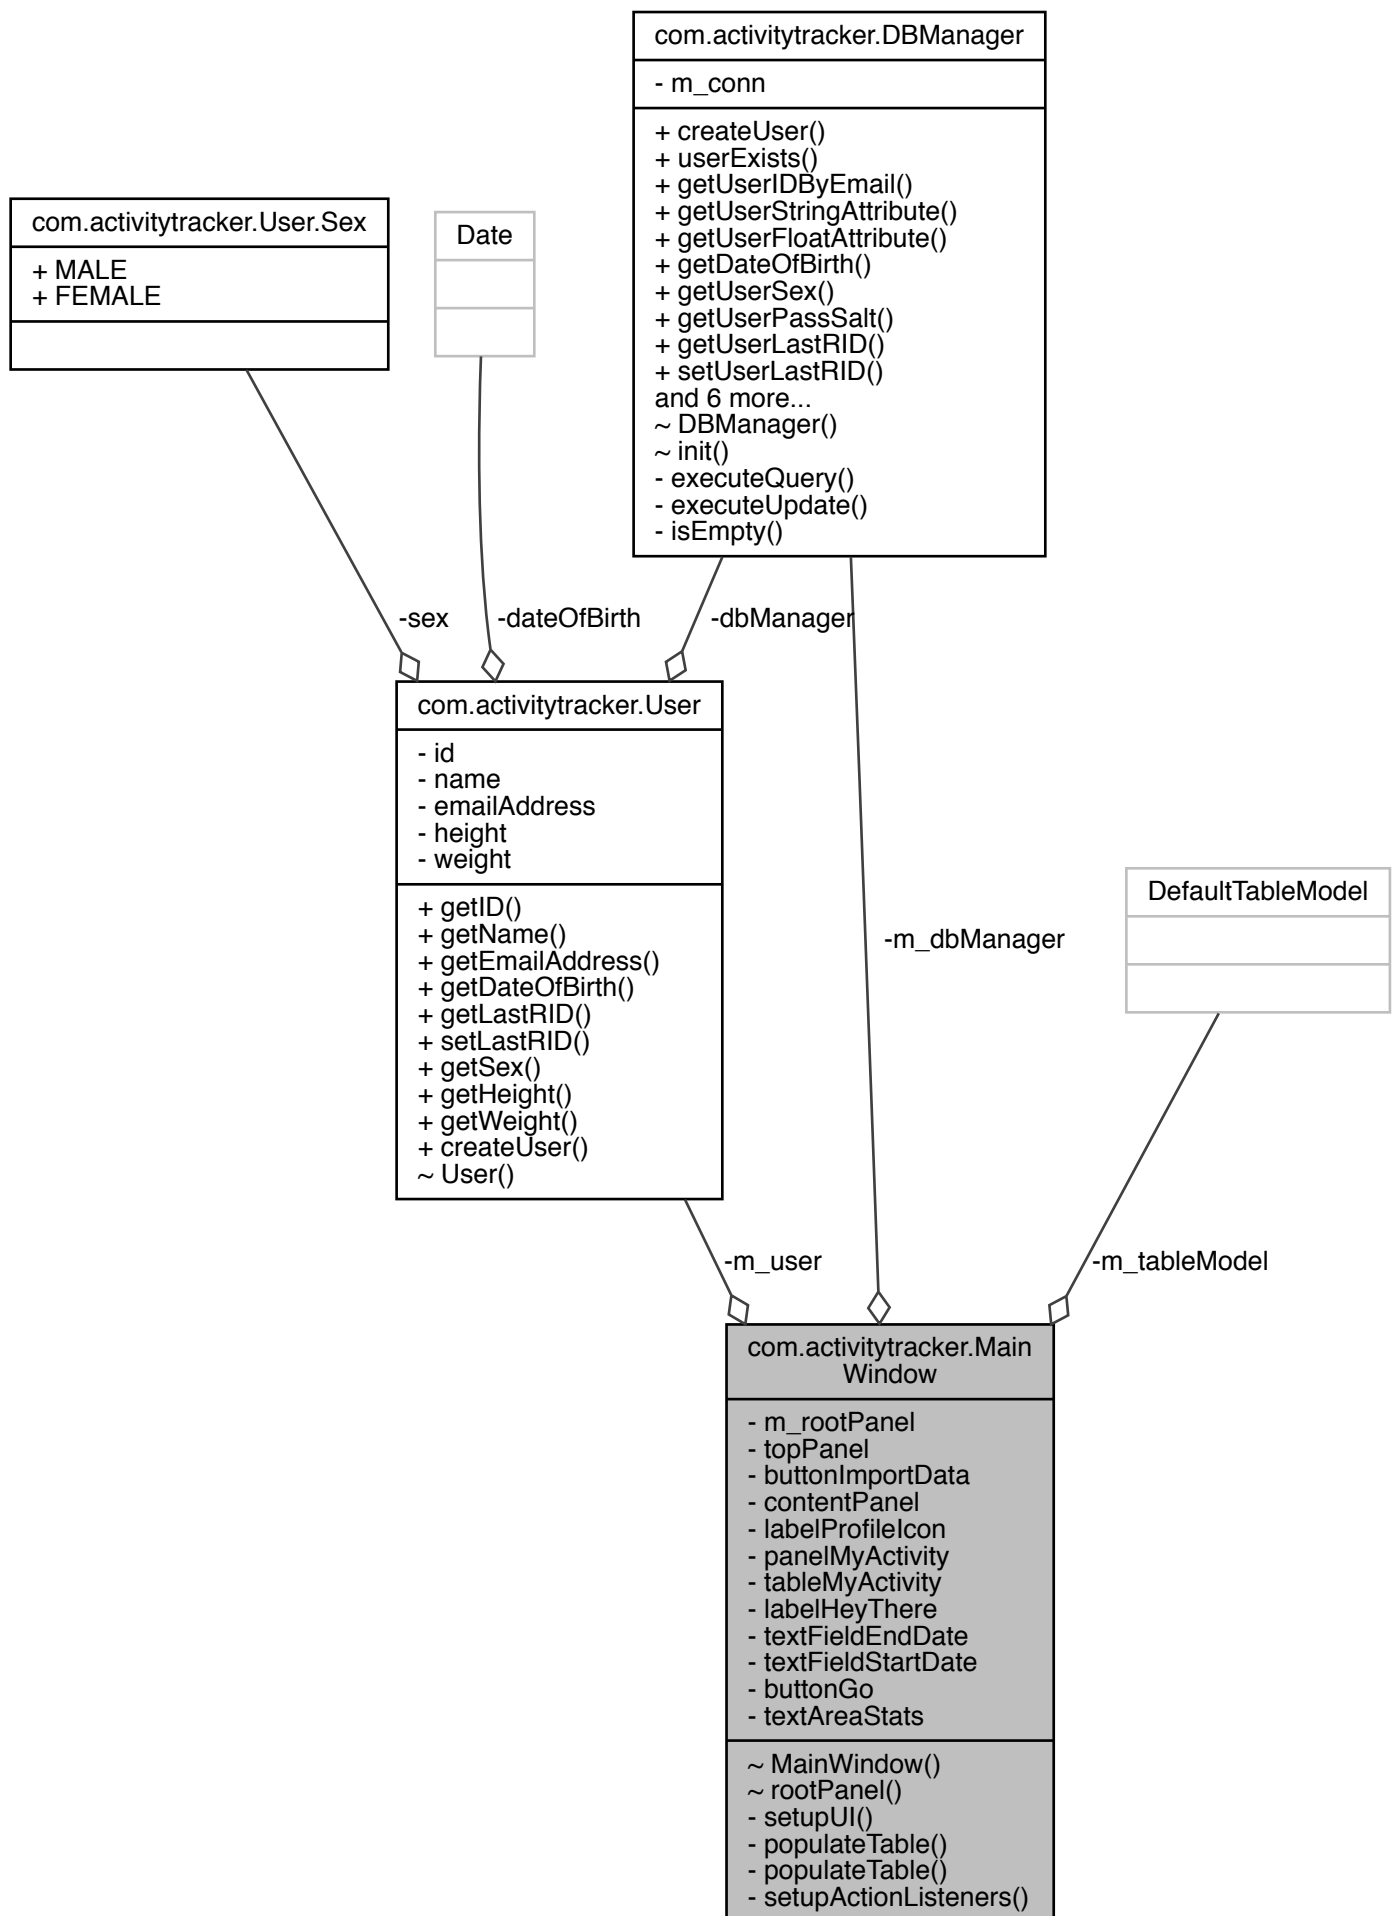 com.activitytracker.DBManager
- m_conn
+ createUser()
+ userExists()
+ getUserIDByEmail()
+ getUserStringAttribute()
+ getUserFloatAttribute()
+ getDateOfBirth()
+ getUserSex()
+ getUserPassSalt()
+ getUserLastRID()
+ setUserLastRID()
and 6 more...
~ DBManager()
~ init()
- executeQuery()
- executeUpdate()
- isEmpty()
com.activitytracker.User.Sex
+ MALE
+ FEMALE
Date
-sex
-dateOfBirth
-dbManager
com.activitytracker.User
- id
- name
- emailAddress
- height
- weight
+ getID()
+ getName()
+ getEmailAddress()
+ getDateOfBirth()
+ getLastRID()
+ setLastRID()
+ getSex()
+ getHeight()
+ getWeight()
+ createUser()
~ User()
-m_dbManager
DefaultTableModel
-m_user
-m_tableModel
com.activitytracker.Main
Window
- m_rootPanel
- topPanel
- buttonImportData
- contentPanel
- labelProfileIcon
- panelMyActivity
- tableMyActivity
- labelHeyThere
- textFieldEndDate
- textFieldStartDate
- buttonGo
- textAreaStats
~ MainWindow()
~ rootPanel()
- setupUI()
- populateTable()
- populateTable()
- setupActionListeners()